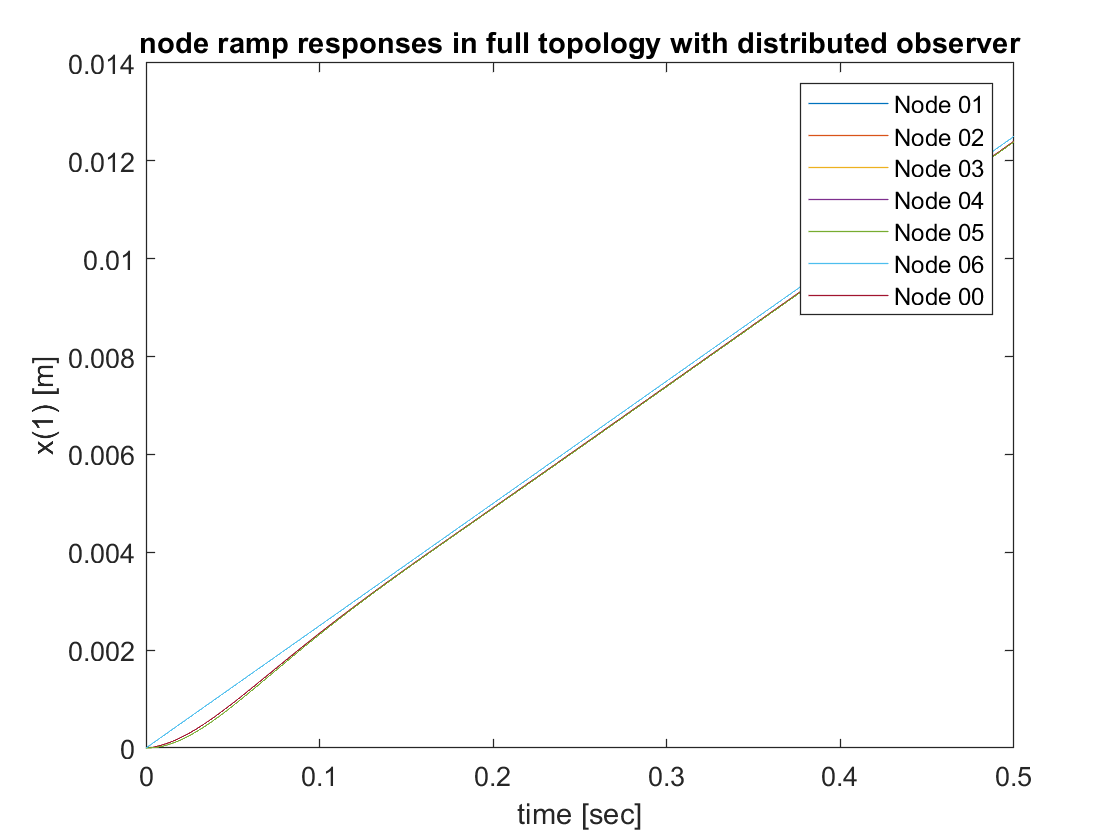 node ramp responses in full topology with distributed observer
0.014
0.012
0.01
0.008
0.006
0.004
0.002
0
x(1) [m]
Node 01
Node 02
Node 03
Node 04
Node 05
Node 06
Node 00
0 0.1 0.2 0.3 0.4 0.5
time [sec]